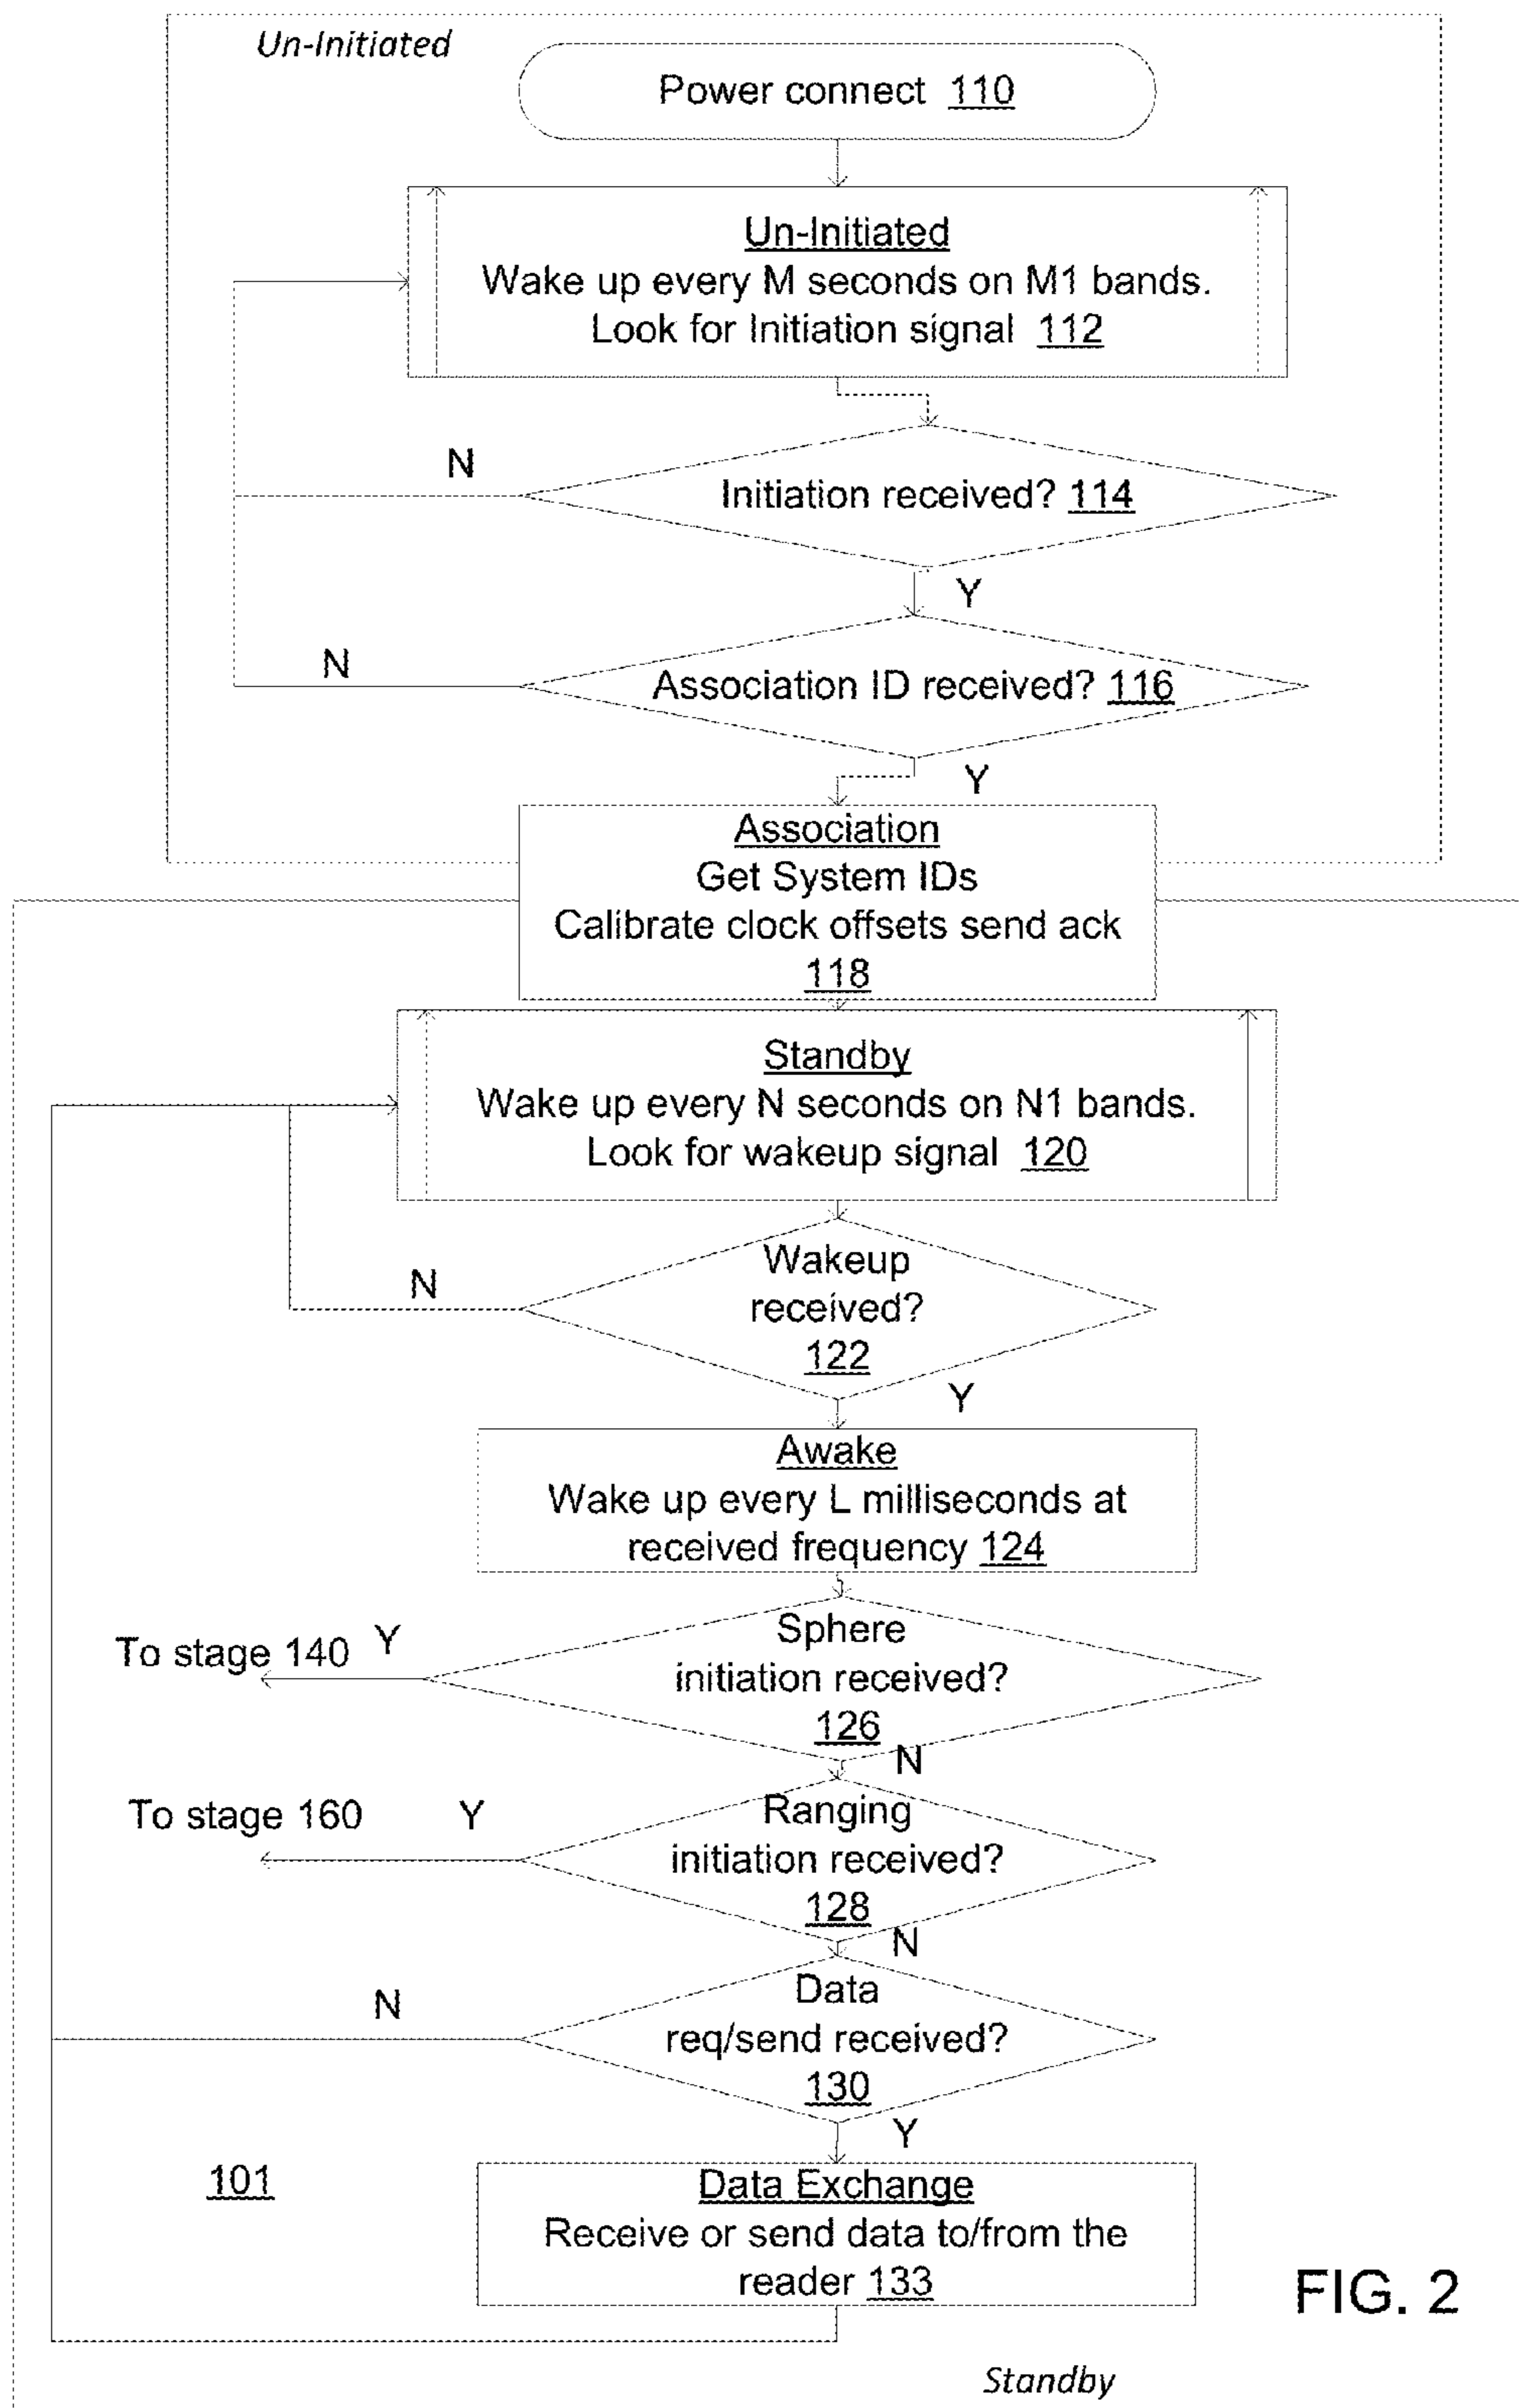 Un-Initiated
Power connect 110
Un-Initiated
Wake up every M seconds on M1 bands.
Look for Initiation signal 112
N
Initiation received? 114
Y
N
Association ID received? 116
Y
Association
Get System IDs
Calibrate clock offsets send ack
118
Standby
Wake up every N seconds on N1 bands.
Look for wakeup signal 120
Wakeup
received?
122
N
Y
Awake
Wake up every L milliseconds at
received frequency 124
To stage 140
Y
Sphere
initiation received?
126
N
To stage 160
Y
Ranging
initiation received?
128
N
N
Data
req/send received?
130
Y
101
Data Exchange
Receive or send data to/from the
reader 133
FIG. 2
Standby